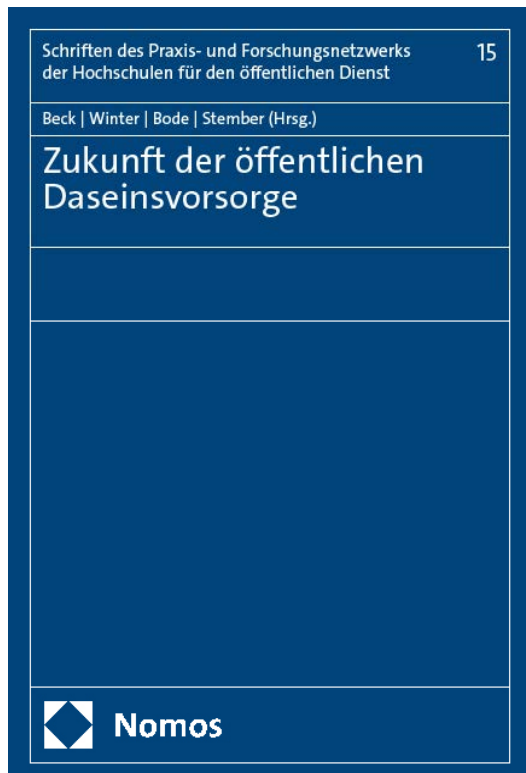 Schriften des Praxis- und Forschungsnetzwerks
der Hochschulen für den öffentlichen Dienst
15
Beck | Winter | Bode | Stember (Hrsg.)
Zukunft der öffentlichen
Daseinsvorsorge
Nomos